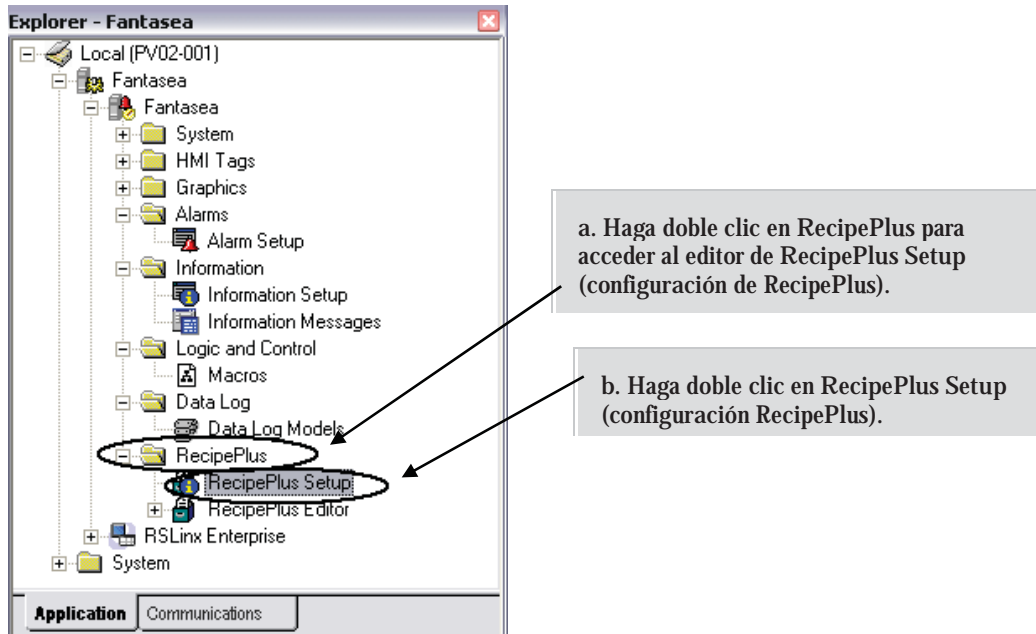 Explorer - Fantasea
Local (PV02-001)
Fantasea
Fantasea
System
HMI Tags
Graphics
Alarms
Alarm Setup
Information
Information Setup
Information Messages
Logic and Control
Macros
Data Log
Data Log Models
RecipePlus
RecipePlus Setup
RecipePlus Editor
RSLinx Enterprise
System
Application
Communications
a. Haga doble clic en RecipePlus para
acceder al editor de RecipePlus Setup
(configuración de RecipePlus).
b. Haga doble clic en RecipePlus Setup
(configuración RecipePlus).